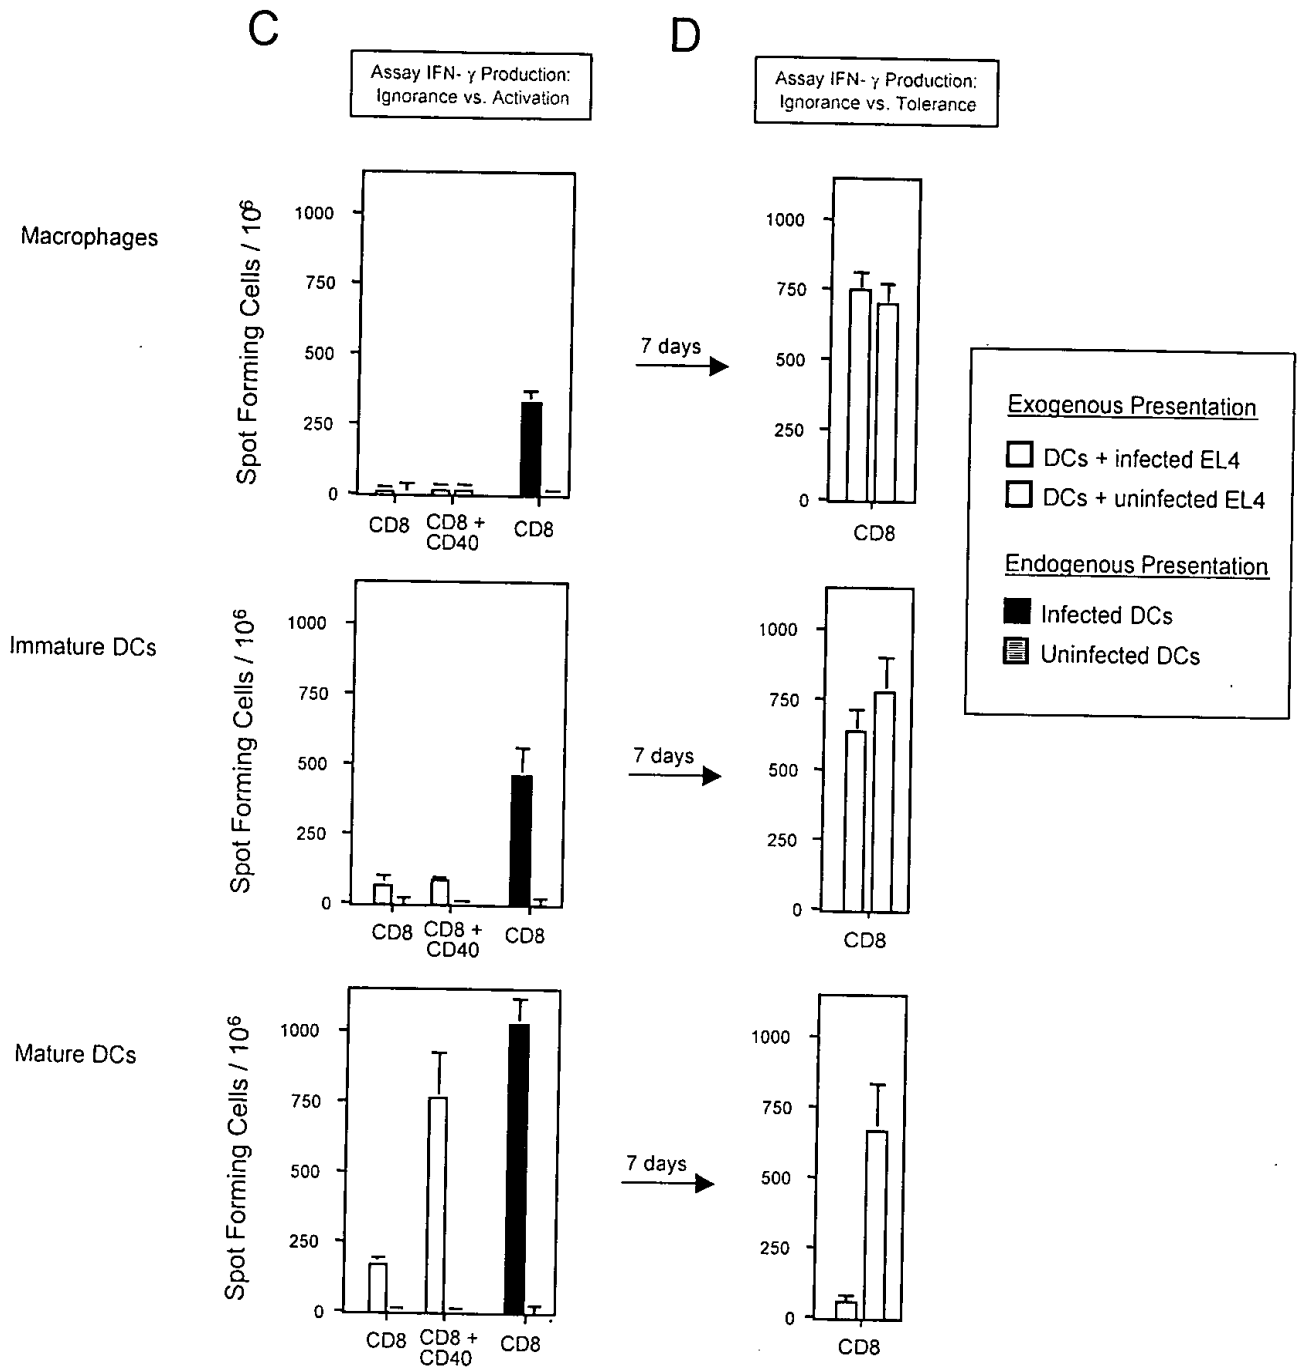 C
D
Assay IFN- γ Production:
Ignorance vs. Activation
Assay IFN- γ Production:
Ignorance vs. Tolerance
Macrophages
Spot Forming Cells / 10⁶
1000
750
500
250
0
CD8
CD8 +
CD40
CD8
7 days
1000
750
500
250
0
CD8
Exogenous Presentation
DCs + infected EL4
DCs + uninfected EL4
Endogenous Presentation
Infected DCs
Uninfected DCs
Immature DCs
Spot Forming Cells / 10⁶
1000
750
500
250
0
CD8
CD8 +
CD40
CD8
7 days
1000
750
500
250
0
CD8
Mature DCs
Spot Forming Cells / 10⁶
1000
750
500
250
0
CD8
CD8 +
CD40
CD8
7 days
1000
750
500
250
0
CD8